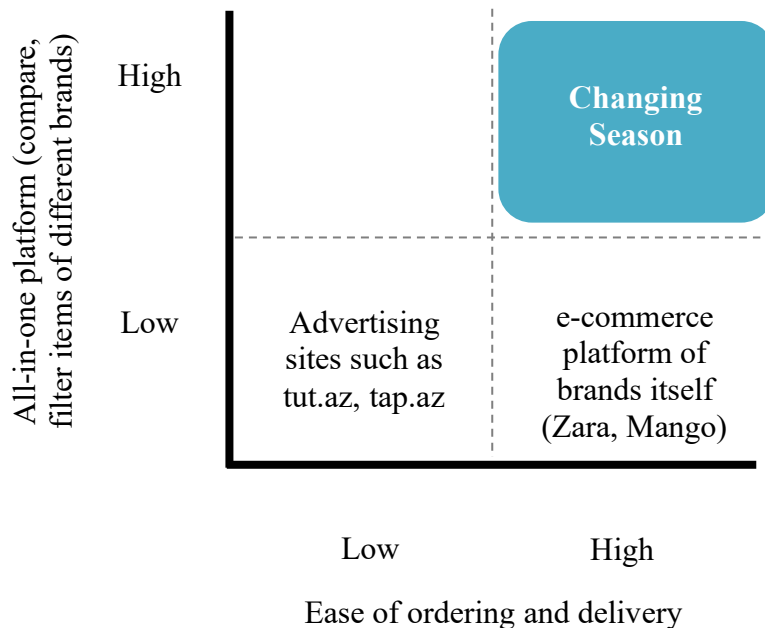 All-in-one platform (compare,
filter items of different brands)
High
Changing
Season
Low
Advertising
sites such as
tut.az, tap.az
e-commerce
platform of
brands itself
(Zara, Mango)
Low
High
Ease of ordering and delivery